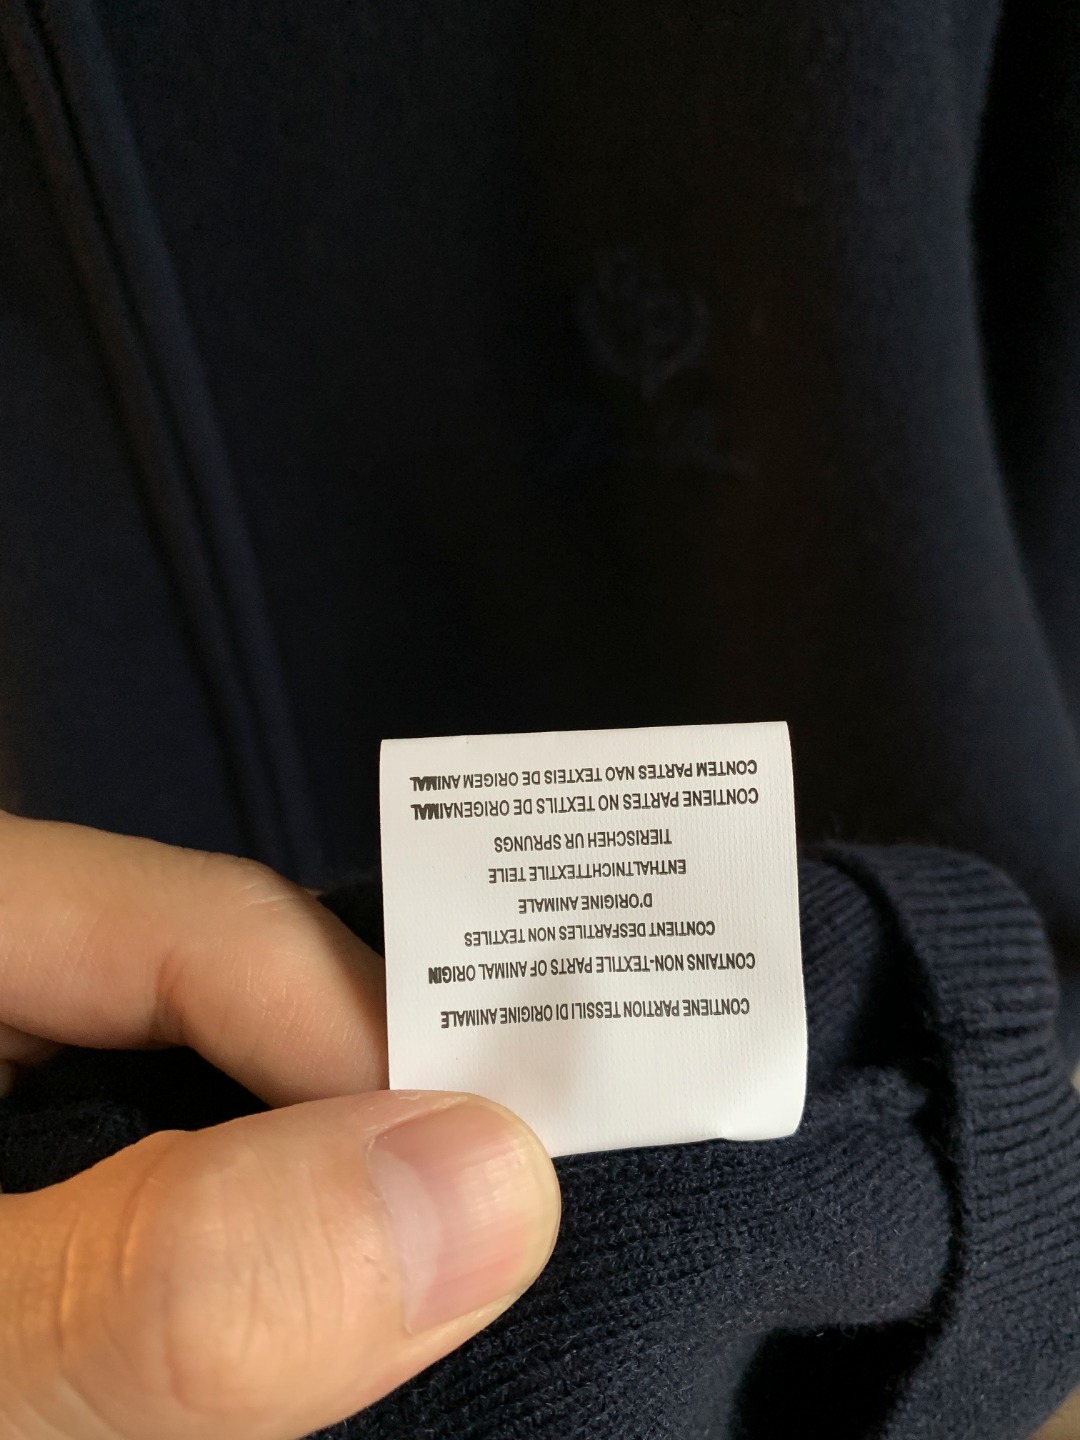 CONTIENE PARTION TESSILI DI ORIGINE ANIMALE
CONTAINS NON-TEXTILE PARTS OF ANIMAL ORIGIN
CONTIENT DESFARTILES NON TEXTILES
D'ORIGINE ANIMALE
ENTHALTNICHTTEXTILE TEILE
TIERISCHEH UR SPRUNGS
CONTIENE PARTES NO TEXTILS DE ORIGENAIMAL
CONTEM PARTES NAO TEXTEIS DE ORIGEM ANIMAL